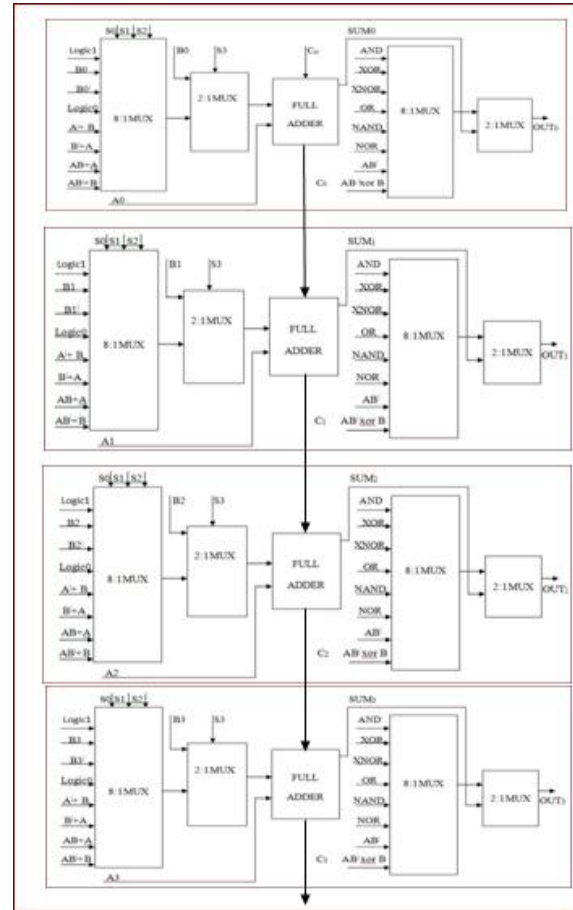 SUM0
S0 S1 S2
Logic1 B0 S3 Cin AND
B0 XOR
B0/ 2:1MUX XNOR
Logic0 FULL OR 2:1MUX OUT0
A/+ B 8:1MUX ADDER NAND 8:1MUX
B/+A NOR
AB+A AB/
AB/+B C0 AB/ xor B
A0
S0 S1 S2 SUM1
Logic1 B1 S3 AND
B1 XOR
B1/ 2:1MUX XNOR
Logic0 FULL OR 2:1MUX OUT1
A/+ B 8:1MUX ADDER NAND 8:1MUX
B/+A NOR
AB+A AB/
AB/+B C1 AB/ xor B
A1
S0 S1 S2 SUM2
Logic1 B2 S3 AND
B2 XOR
B2/ 2:1MUX XNOR
Logic0 FULL OR 2:1MUX OUT2
A/+ B 8:1MUX ADDER NAND 8:1MUX
B/+A NOR
AB+A AB/
AB/+B C2 AB/ xor B
A2
S0 S1 S2 SUM3
Logic1 B3 S3 AND
B3 XOR
B3/ 2:1MUX XNOR
Logic0 FULL OR 2:1MUX OUT3
A/+ B 8:1MUX ADDER NAND 8:1MUX
B/+A NOR
AB+A AB/
AB/+B C3 AB/ xor B
A3